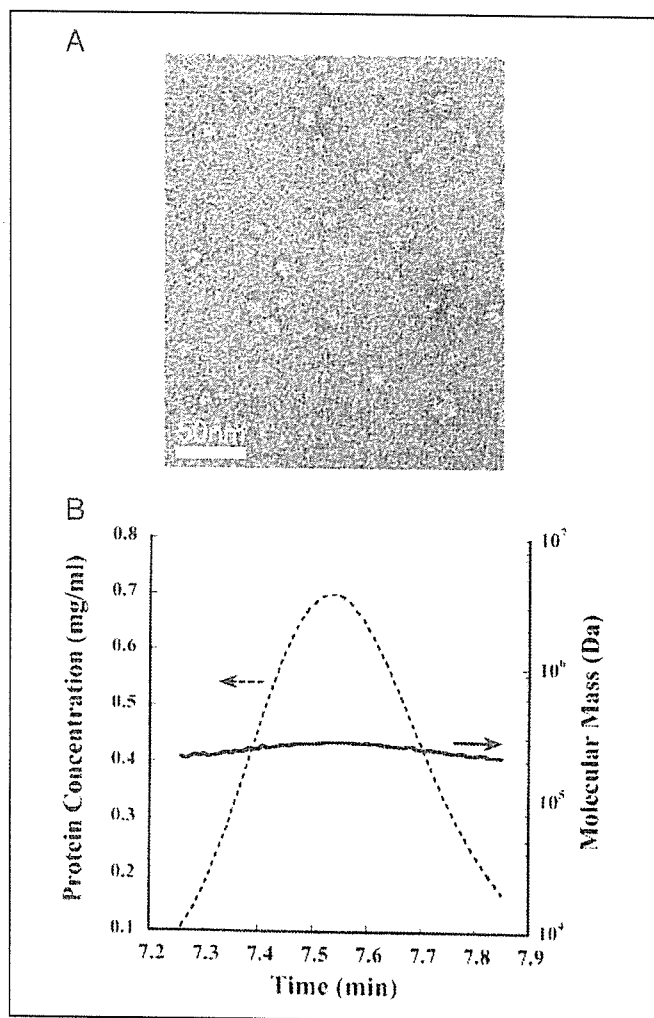 A
50nm
B
Protein Concentration (mg/ml)
0.8
0.7
0.6
0.5
0.4
0.3
0.2
0.1
10⁷
10⁶
10⁵
10⁴
Molecular Mass (Da)
7.2 7.3 7.4 7.5 7.6 7.7 7.8 7.9
Time (min)